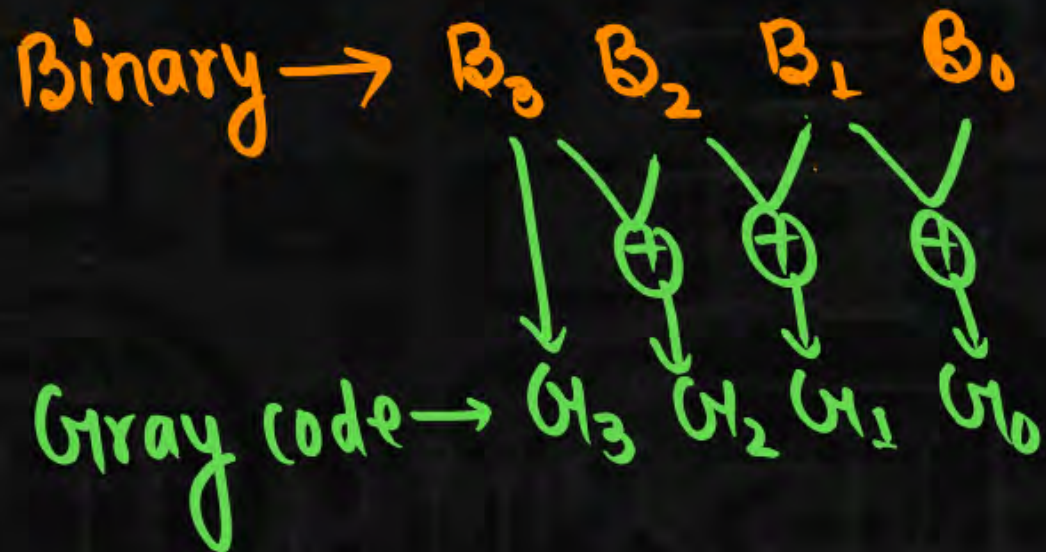 Binary → B₃ B₂ B₁ B₀
⊕ ⊕ ⊕
Gray code → G₃ G₂ G₁ G₀